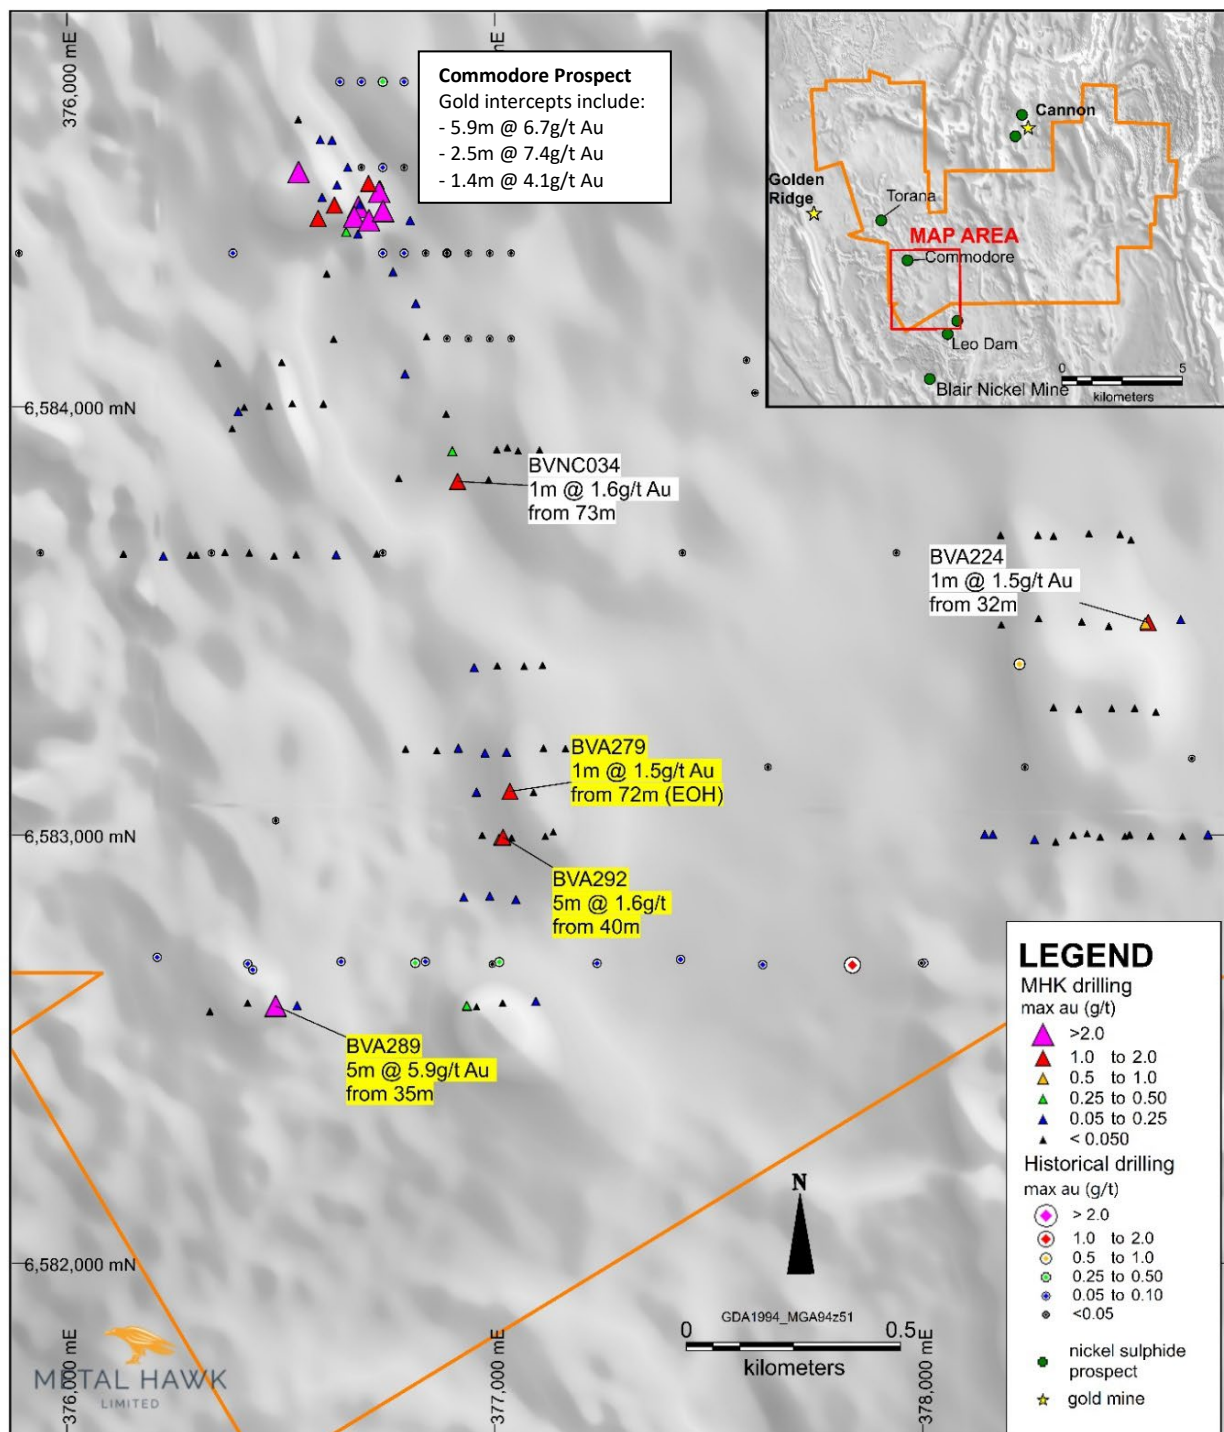 376,000 mE
mE
Commodore Prospect
Gold intercepts include:
- 5.9m @ 6.7g/t Au
- 2.5m @ 7.4g/t Au
- 1.4m @ 4.1g/t Au
Cannon
Golden
Ridge
Torana
MAP AREA
Commodore
Leo Dam
Blair Nickel Mine
0 5
kilometers
6,584,000 mN
BVNC034
1m @ 1.6g/t Au
from 73m
BVA224
1m @ 1.5g/t Au
from 32m
BVA279
1m @ 1.5g/t Au
from 72m (EOH)
6,583,000 mN
BVA292
5m @ 1.6g/t
from 40m
BVA289
5m @ 5.9g/t Au
from 35m
LEGEND
MHK drilling
max au (g/t)
>2.0
1.0 to 2.0
0.5 to 1.0
0.25 to 0.50
0.05 to 0.25
< 0.050
Historical drilling
max au (g/t)
> 2.0
1.0 to 2.0
0.5 to 1.0
0.25 to 0.50
0.05 to 0.10
<0.05
nickel sulphide
prospect
gold mine
N
6,582,000 mN
GDA1994_MGA94z51
0 0.5
kilometers
METAL HAWK
LIMITED
376,000 mE
377,000 mE
378,000 mE